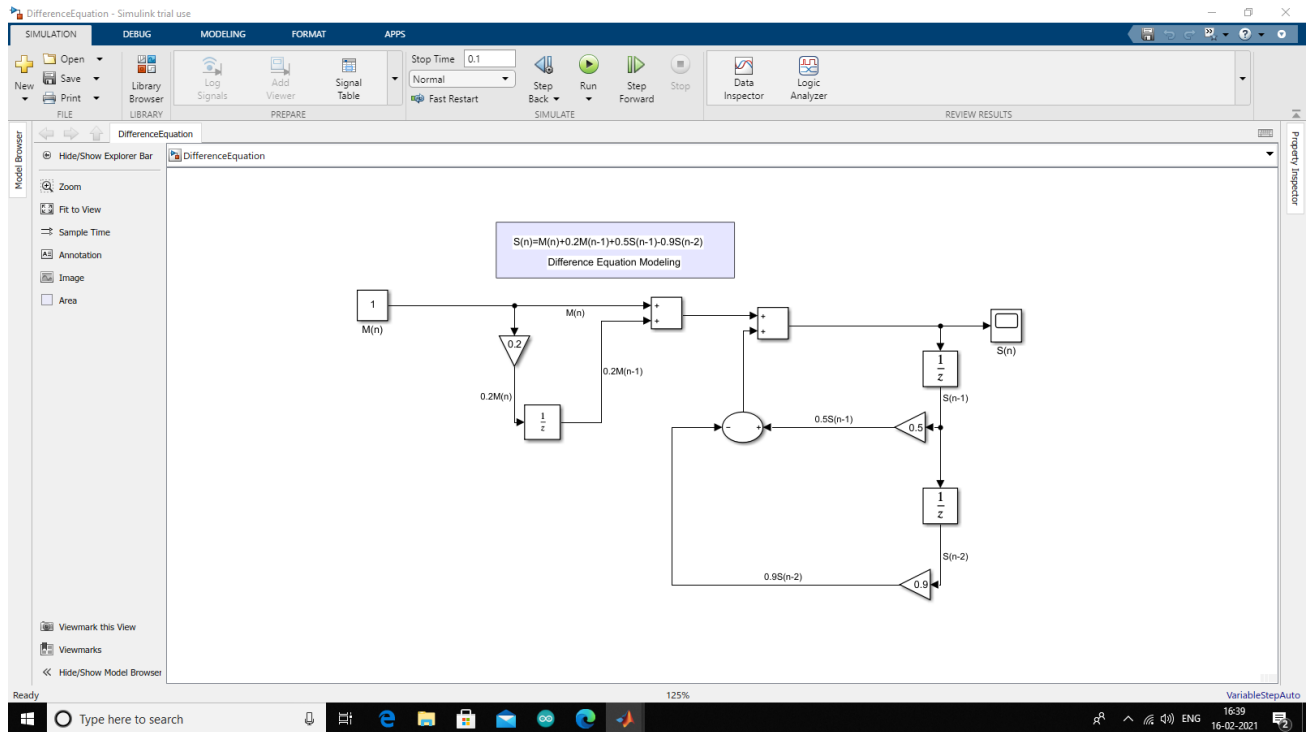 DifferenceEquation - Simulink trial use
SIMULATION DEBUG MODELING FORMAT APPS
New
Open
Save
Print
FILE
Library
Browser
LIBRARY
Log
Signals
Add
Viewer
Signal
Table
PREPARE
Stop Time 0.1
Normal
Fast Restart
Step
Back
Run
Step
Forward
Stop
SIMULATE
Data
Inspector
Logic
Analyzer
REVIEW RESULTS
Model Browser
DifferenceEquation
Hide/Show Explorer Bar
DifferenceEquation
Property Inspector
Zoom
Fit to View
Sample Time
Annotation
Image
Area
S(n)=M(n)+0.2M(n-1)+0.5S(n-1)-0.9S(n-2)
Difference Equation Modeling
1
M(n)
M(n)
0.2
0.2M(n)
0.2M(n-1)
1
z
+
+
+
+
S(n)
1
z
S(n-1)
0.5S(n-1)
0.5
-
+
1
z
S(n-2)
0.9S(n-2)
0.9
Viewmark this View
Viewmarks
Hide/Show Model Browser
Ready
125%
VariableStepAuto
Type here to search
ENG
16:39
16-02-2021
2